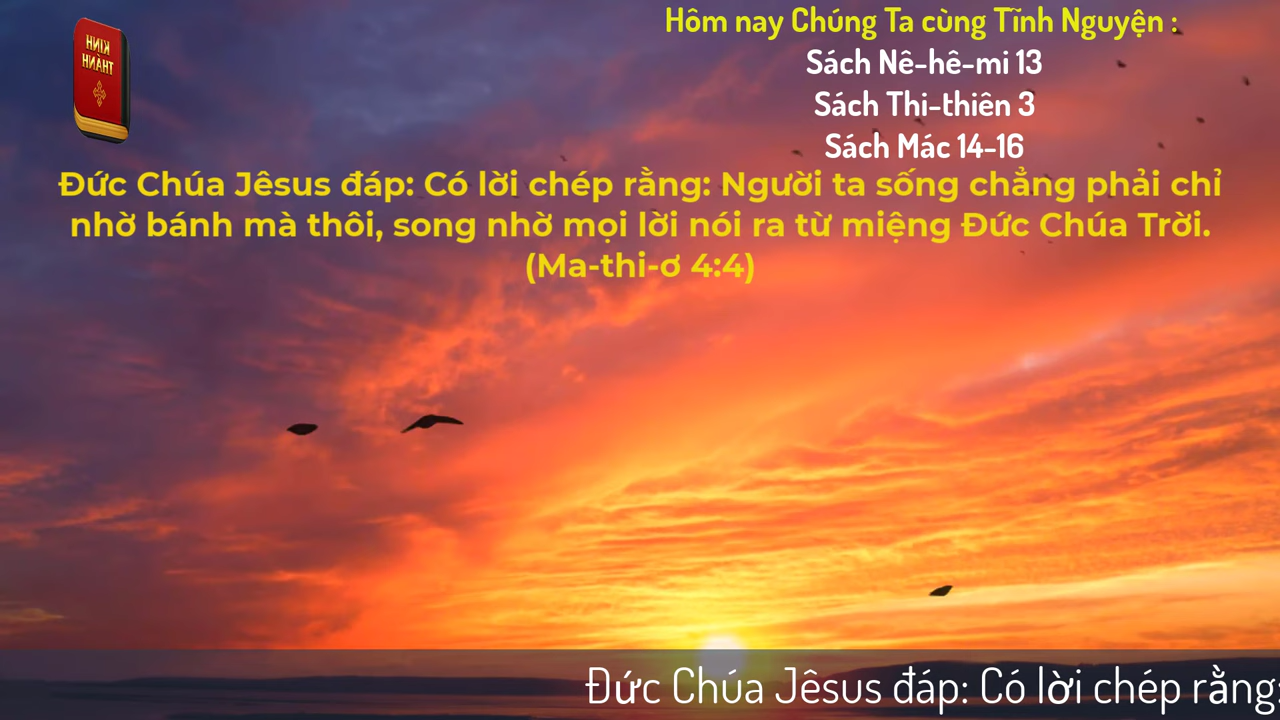 KINH
THÁNH
Hôm nay Chúng Ta cùng Tĩnh Nguyện :
Sách Nê-hê-mi 13
Sách Thi-thiên 3
Sách Mác 14-16
Đức Chúa Jêsus đáp: Có lời chép rằng: Người ta sống chẳng phải chỉ
nhờ bánh mà thôi, song nhờ mọi lời nói ra từ miệng Đức Chúa Trời.
(Ma-thi-ơ 4:4)
Đức Chúa Jêsus đáp: Có lời chép rằng: